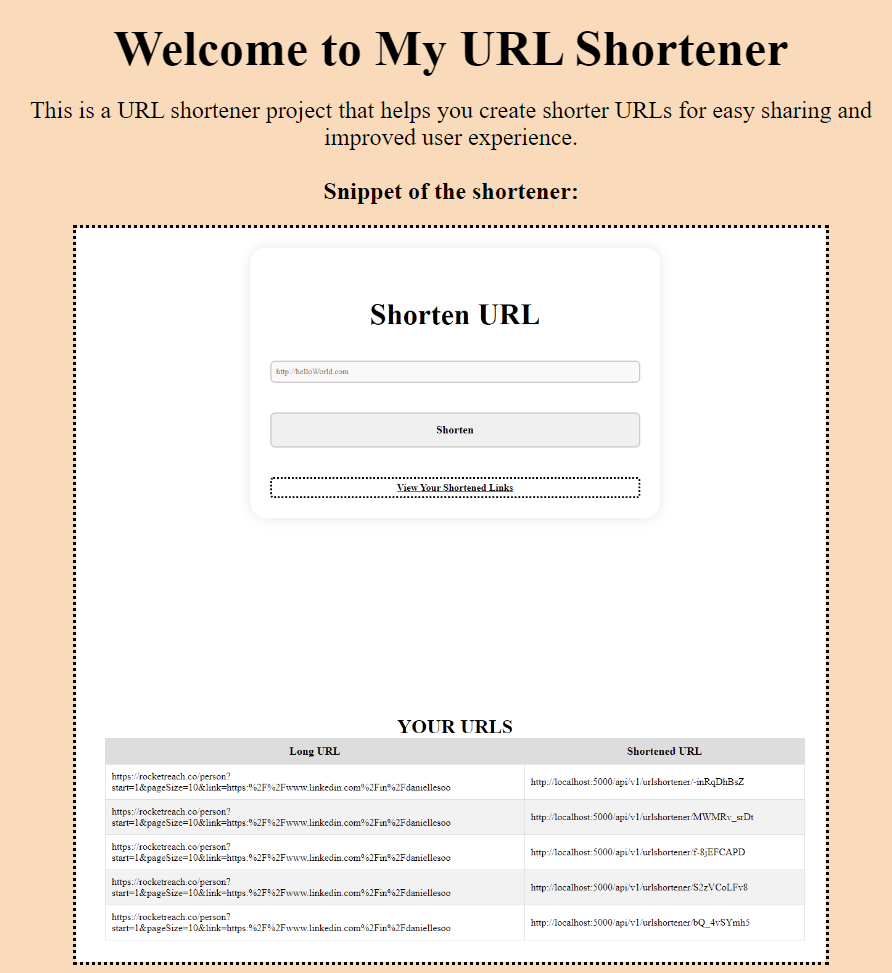 Welcome to My URL Shortener
This is a URL shortener project that helps you create shorter URLs for easy sharing and
improved user experience.
Snippet of the shortener:
Shorten URL
http://helloWorld.com
Shorten
View Your Shortened Links
YOUR URLS
Long URL Shortened URL
https://rocketreach.co/person?
start=1&pageSize=10&link=https:%2F%2Fwww.linkedin.com%2Fin%2Fdaniellesoo
http://localhost:5000/api/v1/urlshortener/-inRqDhBsZ
https://rocketreach.co/person?
start=1&pageSize=10&link=https:%2F%2Fwww.linkedin.com%2Fin%2Fdaniellesoo
http://localhost:5000/api/v1/urlshortener/MWMRv_srDt
https://rocketreach.co/person?
start=1&pageSize=10&link=https:%2F%2Fwww.linkedin.com%2Fin%2Fdaniellesoo
http://localhost:5000/api/v1/urlshortener/f-8jEFCAPD
https://rocketreach.co/person?
start=1&pageSize=10&link=https:%2F%2Fwww.linkedin.com%2Fin%2Fdaniellesoo
http://localhost:5000/api/v1/urlshortener/S2zVCoLFv8
https://rocketreach.co/person?
start=1&pageSize=10&link=https:%2F%2Fwww.linkedin.com%2Fin%2Fdaniellesoo
http://localhost:5000/api/v1/urlshortener/bQ_4vSYmh5